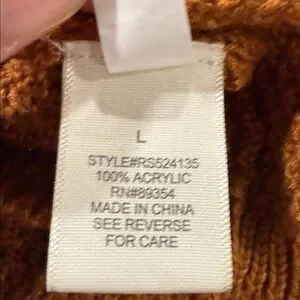 L
STYLE#RS524135
100% ACRYLIC
RN#89354
MADE IN CHINA
SEE REVERSE
FOR CARE